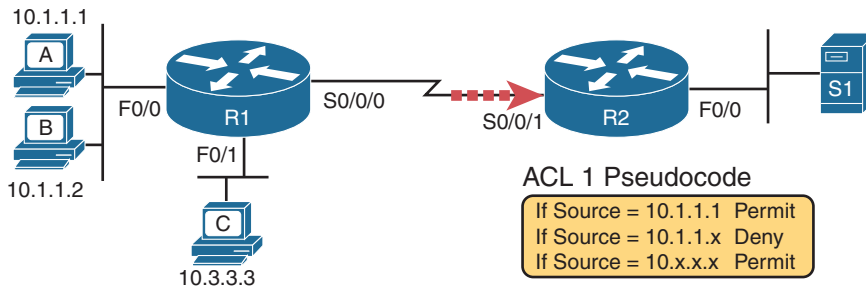 10.1.1.1
A
B
10.1.1.2
F0/0
R1
S0/0/0
F0/1
C
10.3.3.3
S0/0/1
R2
F0/0
S1
ACL 1 Pseudocode
If Source = 10.1.1.1 Permit
If Source = 10.1.1.x Deny
If Source = 10.x.x.x Permit